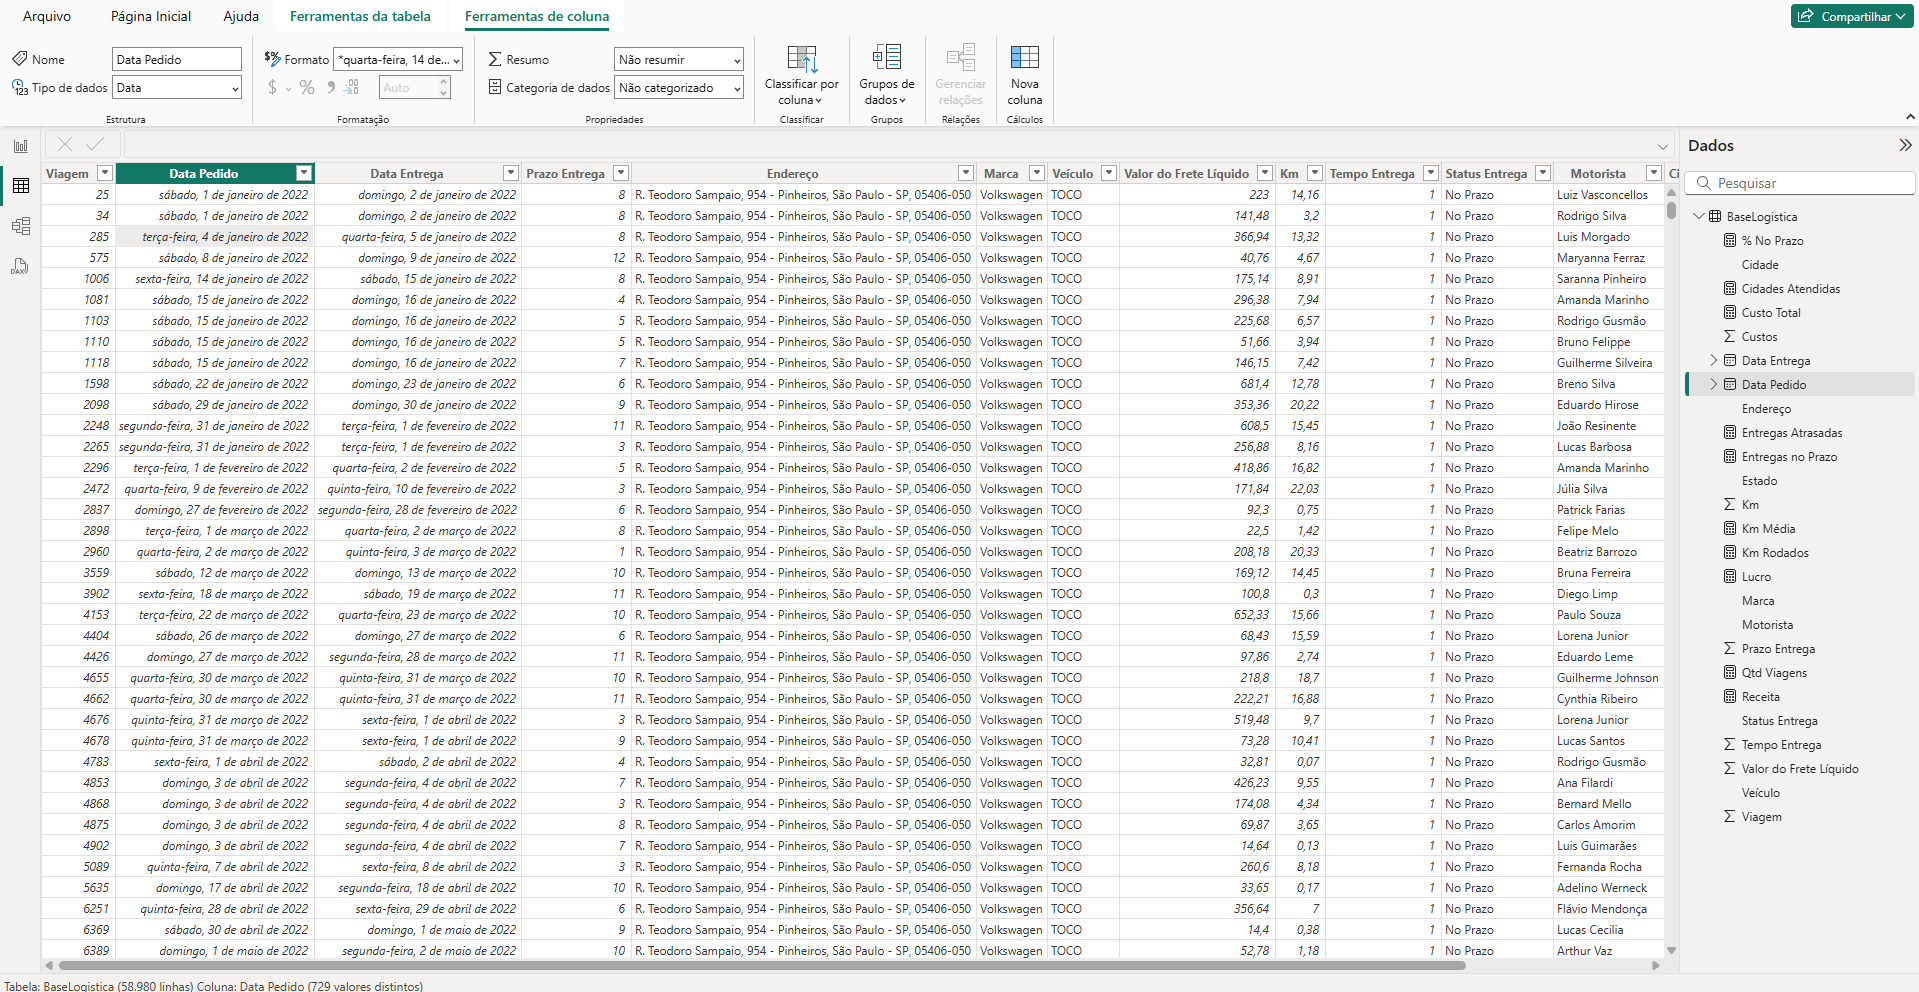 Arquivo Página Inicial Ajuda Ferramentas da tabela Ferramentas de coluna Compartilhar
Nome Data Pedido
Tipo de dados Data
Estrutura
Formato *quarta-feira, 14 de...
$ % 9 Auto
Formatação
Resumo Não resumir
Categoria de dados Não categorizado
Propriedades
Classificar por
coluna
Classificar
Grupos de
dados
Grupos
Gerenciar
relações
Relações
Nova
coluna
Cálculos
Viagem Data Pedido Data Entrega Prazo Entrega Endereço Marca Veículo Valor do Frete Líquido Km Tempo Entrega Status Entrega Motorista Ci
25 sábado, 1 de janeiro de 2022 domingo, 2 de janeiro de 2022 8 R. Teodoro Sampaio, 954 - Pinheiros, São Paulo - SP, 05406-050 Volkswagen TOCO 223 14,16 1 No Prazo Luiz Vasconcellos
34 sábado, 1 de janeiro de 2022 domingo, 2 de janeiro de 2022 8 R. Teodoro Sampaio, 954 - Pinheiros, São Paulo - SP, 05406-050 Volkswagen TOCO 141,48 3,2 1 No Prazo Rodrigo Silva
285 terça-feira, 4 de janeiro de 2022 quarta-feira, 5 de janeiro de 2022 8 R. Teodoro Sampaio, 954 - Pinheiros, São Paulo - SP, 05406-050 Volkswagen TOCO 366,94 13,32 1 No Prazo Luis Morgado
575 sábado, 8 de janeiro de 2022 domingo, 9 de janeiro de 2022 12 R. Teodoro Sampaio, 954 - Pinheiros, São Paulo - SP, 05406-050 Volkswagen TOCO 40,76 4,67 1 No Prazo Maryanna Ferraz
1006 sexta-feira, 14 de janeiro de 2022 sábado, 15 de janeiro de 2022 8 R. Teodoro Sampaio, 954 - Pinheiros, São Paulo - SP, 05406-050 Volkswagen TOCO 175,14 8,91 1 No Prazo Saranna Pinheiro
1081 sábado, 15 de janeiro de 2022 domingo, 16 de janeiro de 2022 4 R. Teodoro Sampaio, 954 - Pinheiros, São Paulo - SP, 05406-050 Volkswagen TOCO 296,38 7,94 1 No Prazo Amanda Marinho
1103 sábado, 15 de janeiro de 2022 domingo, 16 de janeiro de 2022 5 R. Teodoro Sampaio, 954 - Pinheiros, São Paulo - SP, 05406-050 Volkswagen TOCO 225,68 6,57 1 No Prazo Rodrigo Gusmão
1110 sábado, 15 de janeiro de 2022 domingo, 16 de janeiro de 2022 5 R. Teodoro Sampaio, 954 - Pinheiros, São Paulo - SP, 05406-050 Volkswagen TOCO 51,66 3,94 1 No Prazo Bruno Felippe
1118 sábado, 15 de janeiro de 2022 domingo, 16 de janeiro de 2022 7 R. Teodoro Sampaio, 954 - Pinheiros, São Paulo - SP, 05406-050 Volkswagen TOCO 146,15 7,42 1 No Prazo Guilherme Silveira
1598 sábado, 22 de janeiro de 2022 domingo, 23 de janeiro de 2022 6 R. Teodoro Sampaio, 954 - Pinheiros, São Paulo - SP, 05406-050 Volkswagen TOCO 681,4 12,78 1 No Prazo Breno Silva
2098 sábado, 29 de janeiro de 2022 domingo, 30 de janeiro de 2022 9 R. Teodoro Sampaio, 954 - Pinheiros, São Paulo - SP, 05406-050 Volkswagen TOCO 353,36 20,22 1 No Prazo Eduardo Hirose
2248 segunda-feira, 31 de janeiro de 2022 terça-feira, 1 de fevereiro de 2022 11 R. Teodoro Sampaio, 954 - Pinheiros, São Paulo - SP, 05406-050 Volkswagen TOCO 608,5 15,45 1 No Prazo João Resinente
2265 segunda-feira, 31 de janeiro de 2022 terça-feira, 1 de fevereiro de 2022 3 R. Teodoro Sampaio, 954 - Pinheiros, São Paulo - SP, 05406-050 Volkswagen TOCO 256,88 8,16 1 No Prazo Lucas Barbosa
2296 terça-feira, 1 de fevereiro de 2022 quarta-feira, 2 de fevereiro de 2022 5 R. Teodoro Sampaio, 954 - Pinheiros, São Paulo - SP, 05406-050 Volkswagen TOCO 418,86 16,82 1 No Prazo Amanda Marinho
2472 quarta-feira, 9 de fevereiro de 2022 quinta-feira, 10 de fevereiro de 2022 3 R. Teodoro Sampaio, 954 - Pinheiros, São Paulo - SP, 05406-050 Volkswagen TOCO 171,84 22,03 1 No Prazo Júlia Silva
2837 domingo, 27 de fevereiro de 2022 segunda-feira, 28 de fevereiro de 2022 6 R. Teodoro Sampaio, 954 - Pinheiros, São Paulo - SP, 05406-050 Volkswagen TOCO 92,3 0,75 1 No Prazo Patrick Farias
2898 terça-feira, 1 de março de 2022 quarta-feira, 2 de março de 2022 8 R. Teodoro Sampaio, 954 - Pinheiros, São Paulo - SP, 05406-050 Volkswagen TOCO 22,5 1,42 1 No Prazo Felipe Melo
2960 quarta-feira, 2 de março de 2022 quinta-feira, 3 de março de 2022 1 R. Teodoro Sampaio, 954 - Pinheiros, São Paulo - SP, 05406-050 Volkswagen TOCO 208,18 20,33 1 No Prazo Beatriz Barrozo
3559 sábado, 12 de março de 2022 domingo, 13 de março de 2022 10 R. Teodoro Sampaio, 954 - Pinheiros, São Paulo - SP, 05406-050 Volkswagen TOCO 169,12 14,45 1 No Prazo Bruna Ferreira
3902 sexta-feira, 18 de março de 2022 sábado, 19 de março de 2022 11 R. Teodoro Sampaio, 954 - Pinheiros, São Paulo - SP, 05406-050 Volkswagen TOCO 100,8 0,3 1 No Prazo Diego Limp
4153 terça-feira, 22 de março de 2022 quarta-feira, 23 de março de 2022 10 R. Teodoro Sampaio, 954 - Pinheiros, São Paulo - SP, 05406-050 Volkswagen TOCO 652,33 15,66 1 No Prazo Paulo Souza
4404 sábado, 26 de março de 2022 domingo, 27 de março de 2022 6 R. Teodoro Sampaio, 954 - Pinheiros, São Paulo - SP, 05406-050 Volkswagen TOCO 68,43 15,59 1 No Prazo Lorena Junior
4426 domingo, 27 de março de 2022 segunda-feira, 28 de março de 2022 11 R. Teodoro Sampaio, 954 - Pinheiros, São Paulo - SP, 05406-050 Volkswagen TOCO 97,86 2,74 1 No Prazo Eduardo Leme
4655 quarta-feira, 30 de março de 2022 quinta-feira, 31 de março de 2022 10 R. Teodoro Sampaio, 954 - Pinheiros, São Paulo - SP, 05406-050 Volkswagen TOCO 218,8 18,7 1 No Prazo Guilherme Johnson
4662 quarta-feira, 30 de março de 2022 quinta-feira, 31 de março de 2022 11 R. Teodoro Sampaio, 954 - Pinheiros, São Paulo - SP, 05406-050 Volkswagen TOCO 222,21 16,88 1 No Prazo Cynthia Ribeiro
4676 quinta-feira, 31 de março de 2022 sexta-feira, 1 de abril de 2022 3 R. Teodoro Sampaio, 954 - Pinheiros, São Paulo - SP, 05406-050 Volkswagen TOCO 519,48 9,7 1 No Prazo Lorena Junior
4678 quinta-feira, 31 de março de 2022 sexta-feira, 1 de abril de 2022 9 R. Teodoro Sampaio, 954 - Pinheiros, São Paulo - SP, 05406-050 Volkswagen TOCO 73,28 10,41 1 No Prazo Lucas Santos
4783 sexta-feira, 1 de abril de 2022 sábado, 2 de abril de 2022 4 R. Teodoro Sampaio, 954 - Pinheiros, São Paulo - SP, 05406-050 Volkswagen TOCO 32,81 0,07 1 No Prazo Rodrigo Gusmão
4853 domingo, 3 de abril de 2022 segunda-feira, 4 de abril de 2022 7 R. Teodoro Sampaio, 954 - Pinheiros, São Paulo - SP, 05406-050 Volkswagen TOCO 426,23 9,55 1 No Prazo Ana Filardi
4868 domingo, 3 de abril de 2022 segunda-feira, 4 de abril de 2022 3 R. Teodoro Sampaio, 954 - Pinheiros, São Paulo - SP, 05406-050 Volkswagen TOCO 174,08 4,34 1 No Prazo Bernard Mello
4875 domingo, 3 de abril de 2022 segunda-feira, 4 de abril de 2022 8 R. Teodoro Sampaio, 954 - Pinheiros, São Paulo - SP, 05406-050 Volkswagen TOCO 69,87 3,65 1 No Prazo Carlos Amorim
4902 domingo, 3 de abril de 2022 segunda-feira, 4 de abril de 2022 7 R. Teodoro Sampaio, 954 - Pinheiros, São Paulo - SP, 05406-050 Volkswagen TOCO 14,64 0,13 1 No Prazo Luis Guimarães
5089 quinta-feira, 7 de abril de 2022 sexta-feira, 8 de abril de 2022 3 R. Teodoro Sampaio, 954 - Pinheiros, São Paulo - SP, 05406-050 Volkswagen TOCO 260,6 8,18 1 No Prazo Fernanda Rocha
5635 domingo, 17 de abril de 2022 segunda-feira, 18 de abril de 2022 10 R. Teodoro Sampaio, 954 - Pinheiros, São Paulo - SP, 05406-050 Volkswagen TOCO 33,65 0,17 1 No Prazo Adelino Werneck
6251 quinta-feira, 28 de abril de 2022 sexta-feira, 29 de abril de 2022 6 R. Teodoro Sampaio, 954 - Pinheiros, São Paulo - SP, 05406-050 Volkswagen TOCO 356,64 7 1 No Prazo Flávio Mendonça
6369 sábado, 30 de abril de 2022 domingo, 1 de maio de 2022 9 R. Teodoro Sampaio, 954 - Pinheiros, São Paulo - SP, 05406-050 Volkswagen TOCO 14,4 0,38 1 No Prazo Lucas Cecilia
6389 domingo, 1 de maio de 2022 segunda-feira, 2 de maio de 2022 10 R. Teodoro Sampaio, 954 - Pinheiros, São Paulo - SP, 05406-050 Volkswagen TOCO 52,78 1,18 1 No Prazo Arthur Vaz
Dados
Pesquisar
BaseLogistica
% No Prazo
Cidade
Cidades Atendidas
Custo Total
Custos
Data Entrega
Data Pedido
Endereço
Entregas Atrasadas
Entregas no Prazo
Estado
Km
Km Média
Km Rodados
Lucro
Marca
Motorista
Prazo Entrega
Qtd Viagens
Receita
Status Entrega
Tempo Entrega
Valor do Frete Líquido
Veículo
Viagem
Tabela: BaseLogistica (58.980 linhas) Coluna: Data Pedido (729 valores distintos)